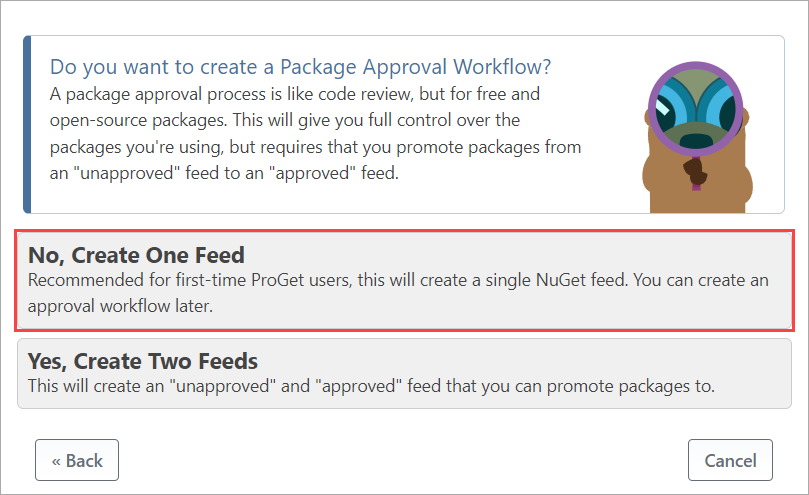 Do you want to create a Package Approval Workflow?
A package approval process is like code review, but for free and
open-source packages. This will give you full control over the
packages you're using, but requires that you promote packages from
an "unapproved" feed to an "approved" feed.
No, Create One Feed
Recommended for first-time ProGet users, this will create a single NuGet feed. You can create an
approval workflow later.
Yes, Create Two Feeds
This will create an "unapproved" and "approved" feed that you can promote packages to.
« Back
Cancel